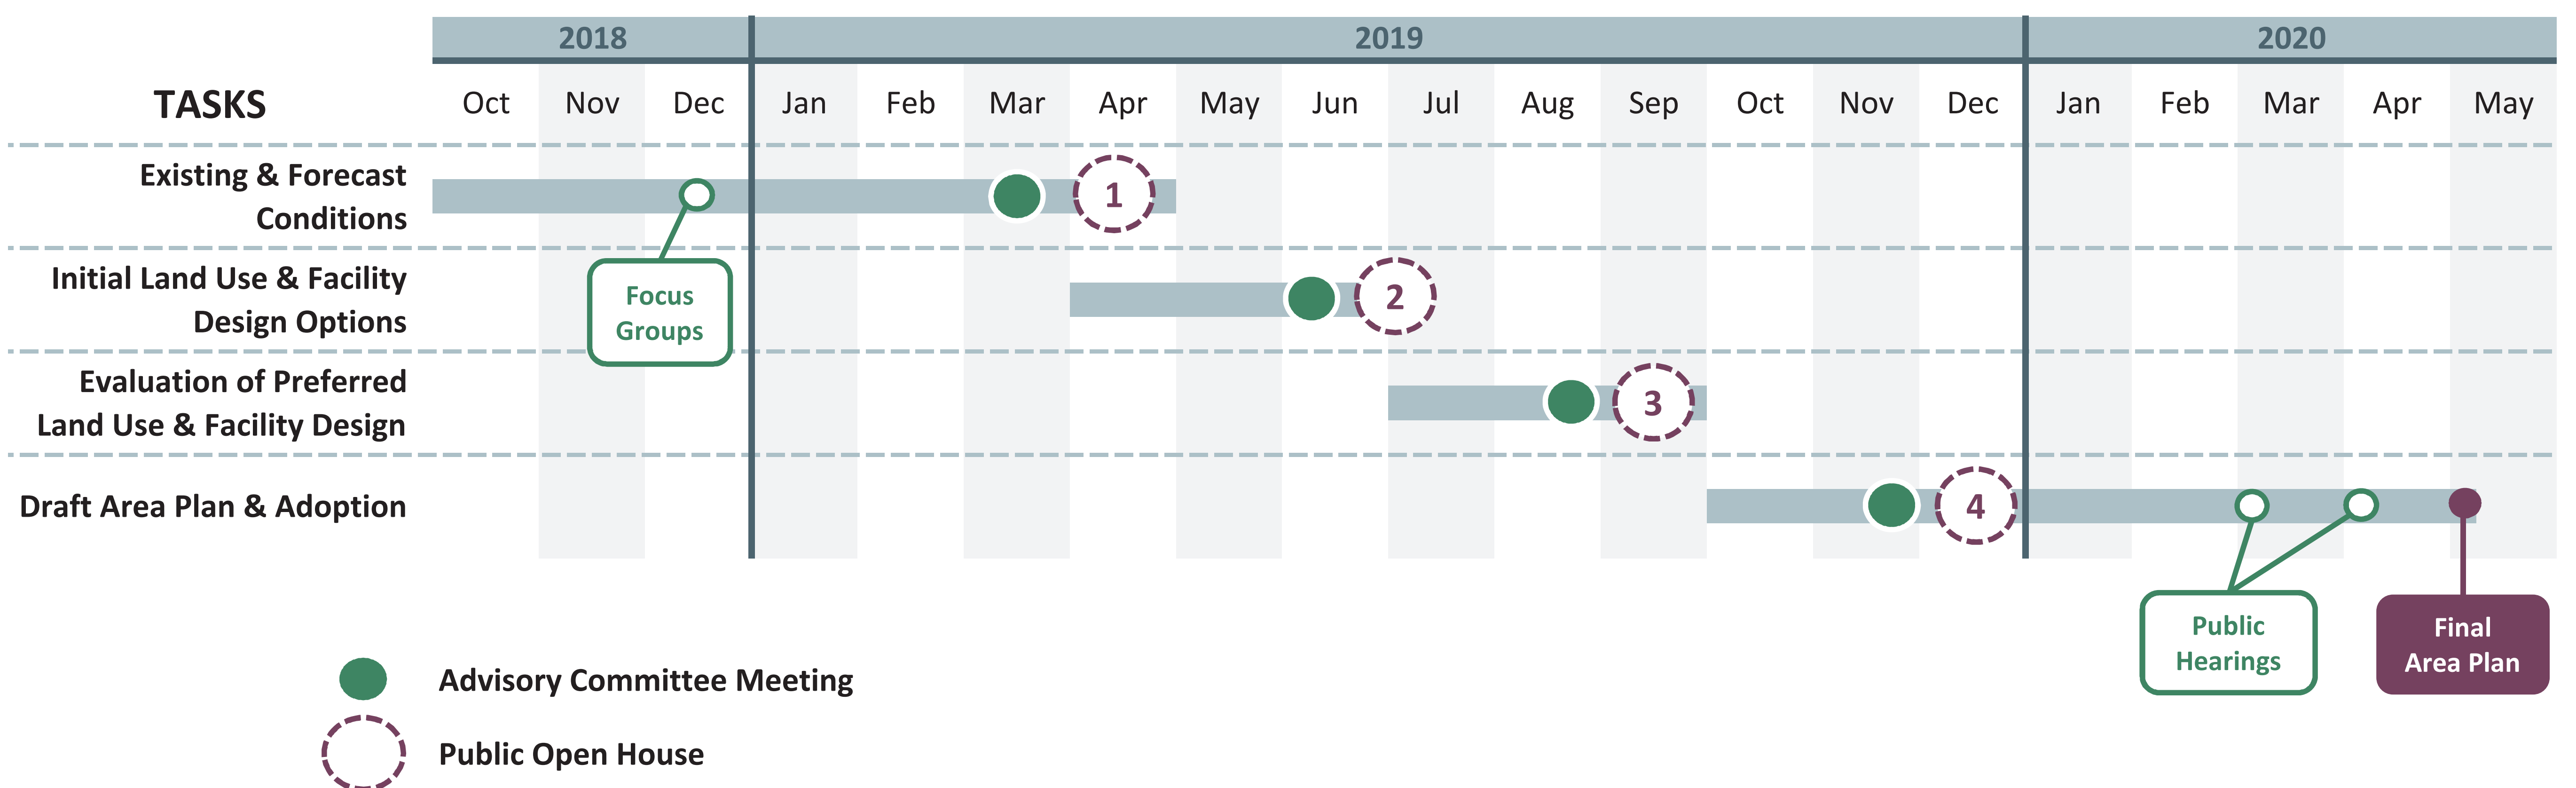 2018 2019 2020
TASKS Oct Nov Dec Jan Feb Mar Apr May Jun Jul Aug Sep Oct Nov Dec Jan Feb Mar Apr May
Existing & Forecast
Conditions
1
Initial Land Use & Facility
Design Options
Focus
Groups
2
Evaluation of Preferred
Land Use & Facility Design
3
Draft Area Plan & Adoption
4
Public
Hearings
Final
Area Plan
Advisory Committee Meeting
Public Open House